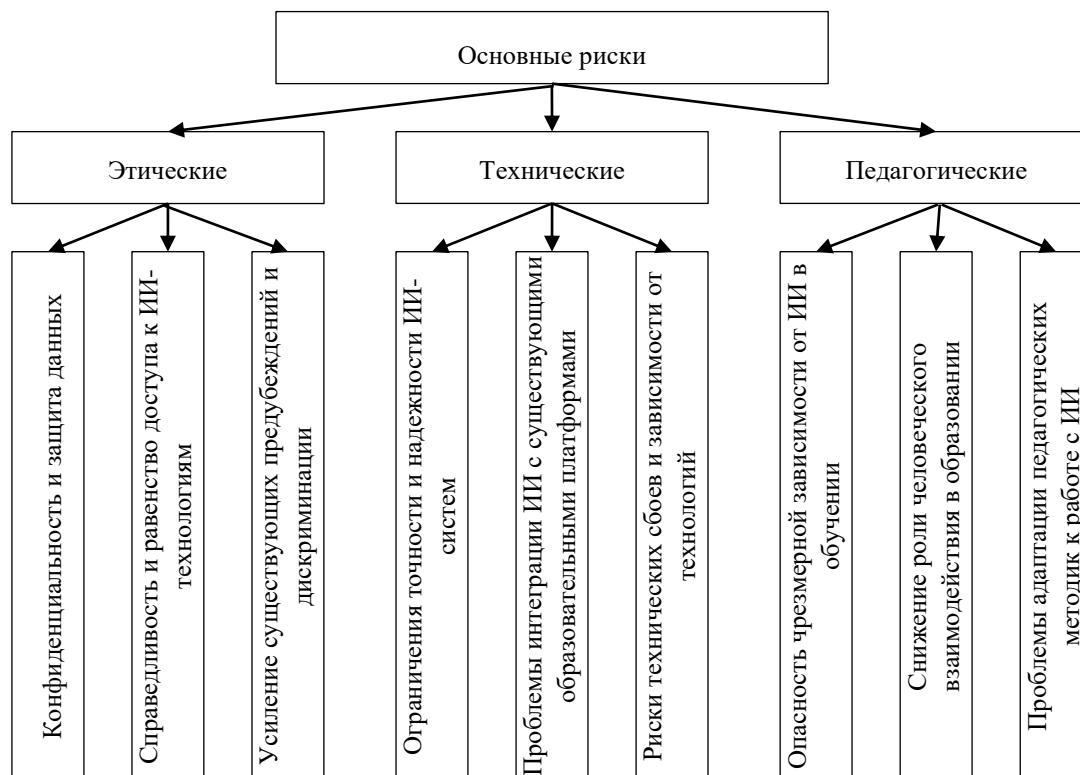 Основные риски
Этические
Технические
Педагогические
Конфиденциальность и защита данных
Справедливость и равенство доступа к ИИ-
технологиям
Усиление существующих предубеждений и
дискриминации
Ограничения точности и надежности ИИ-
систем
Проблемы интеграции ИИ с существующими
образовательными платформами
Риски технических сбоев и зависимости от
технологий
Опасность чрезмерной зависимости от ИИ в
обучении
Снижение роли человеческого
взаимодействия в образовании
Проблемы адаптации педагогических
методик к работе с ИИ